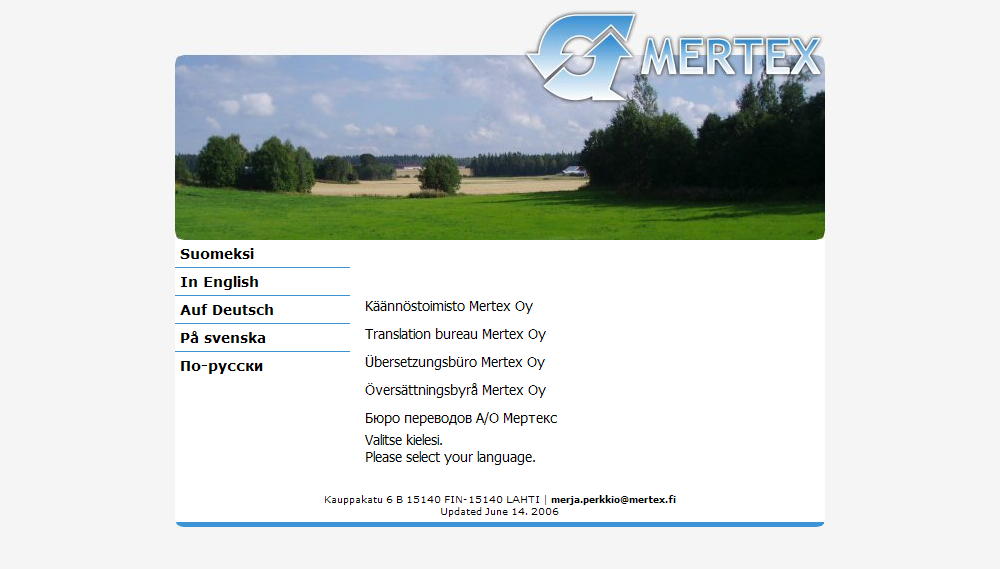 MERTEX
Suomeksi
In English
Auf Deutsch
På svenska
По-русски
Käännöstoimisto Mertex Oy
Translation bureau Mertex Oy
Übersetzungsbüro Mertex Oy
Översättningsbyrå Mertex Oy
Бюро переводов А/О Мертекс
Valitse kielesi.
Please select your language.
Kauppakatu 6 B 15140 FIN-15140 LAHTI | merja.perkkio@mertex.fi
Updated June 14. 2006